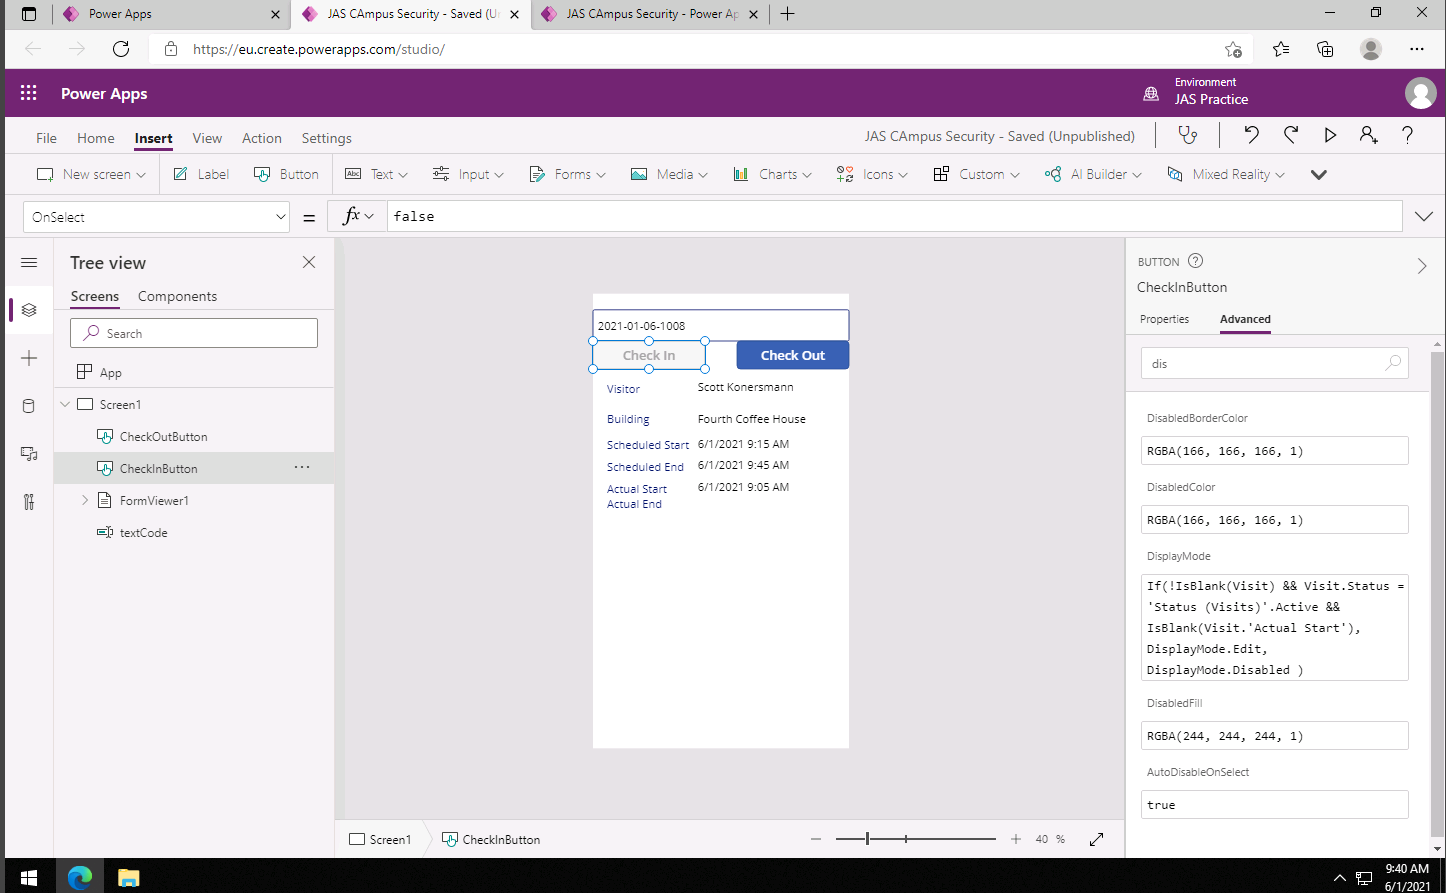 Power Apps
JAS CAmpus Security - Saved (U
JAS CAmpus Security - Power Ap
https://eu.create.powerapps.com/studio/
Power Apps
Environment
JAS Practice
File Home Insert View Action Settings
JAS CAmpus Security - Saved (Unpublished)
New screen Label Button Abc Text Input Forms Media Charts Icons Custom AI Builder Mixed Reality
OnSelect = fx false
Tree view
Screens Components
Search
App
Screen1
CheckOutButton
CheckInButton
FormViewer1
textCode
2021-01-06-1008
Check In Check Out
Visitor Scott Konersmann
Building Fourth Coffee House
Scheduled Start 6/1/2021 9:15 AM
Scheduled End 6/1/2021 9:45 AM
Actual Start 6/1/2021 9:05 AM
Actual End
BUTTON
CheckInButton
Properties Advanced
dis
DisabledBorderColor
RGBA(166, 166, 166, 1)
DisabledColor
RGBA(166, 166, 166, 1)
DisplayMode
If(!IsBlank(Visit) && Visit.Status =
'Status (Visits)'.Active &&
IsBlank(Visit.'Actual Start'),
DisplayMode.Edit,
DisplayMode.Disabled )
DisabledFill
RGBA(244, 244, 244, 1)
AutoDisableOnSelect
true
Screen1 CheckInButton
40 %
9:40 AM
6/1/2021